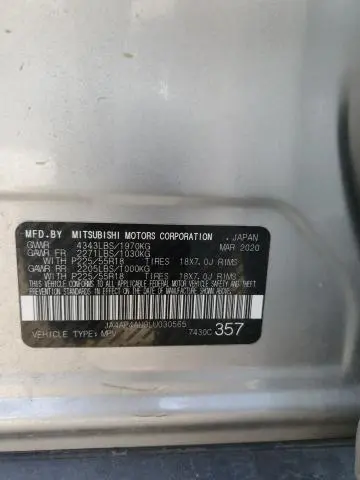 MFD.BY MITSUBISHI MOTORS CORPORATION , JAPAN
GVWR 4343LBS/1970KG MAR 2020
GAWR FR 2271LBS/1030KG
WITH P225/55R18 TIRES 18X7.0J RIMS
GAWR RR 2205LBS/1000KG
WITH P225/55R18 TIRES 18X7.0J RIMS
THIS VEHICLE CONFORMS TO ALL APPLICABLE FEDERAL
MOTOR VEHICLE SAFETY AND THEFT PREVENTION STANDARDS
IN EFFECT ON THE DATE OF MANUFACTURE SHOWN ABOVE.
VEHICLE TYPE: MPV 7430C 357